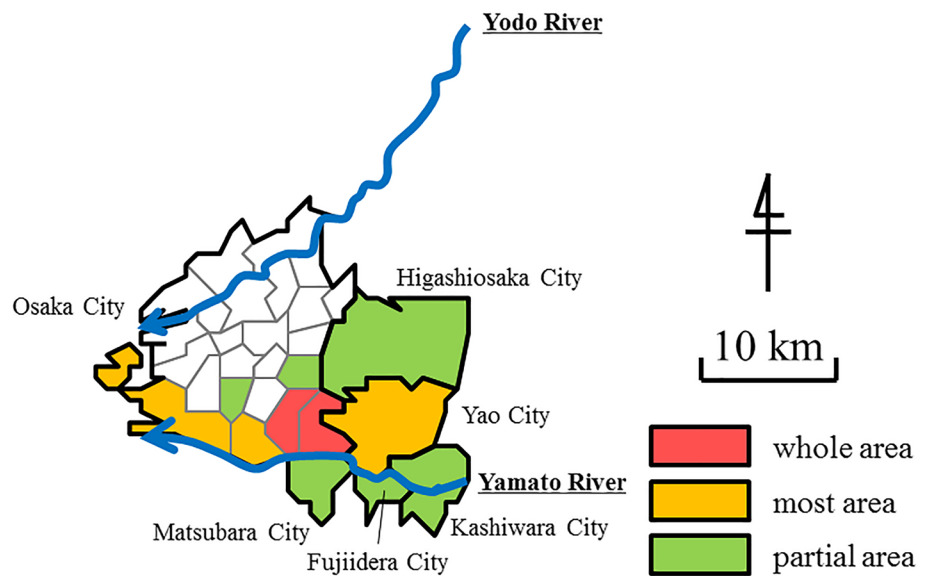 Yodo River
Higashiosaka City
Osaka City
10 km
Yao City
whole area
Yamato River
most area
Matsubara City
Kashiwara City
Fujiidera City
partial area